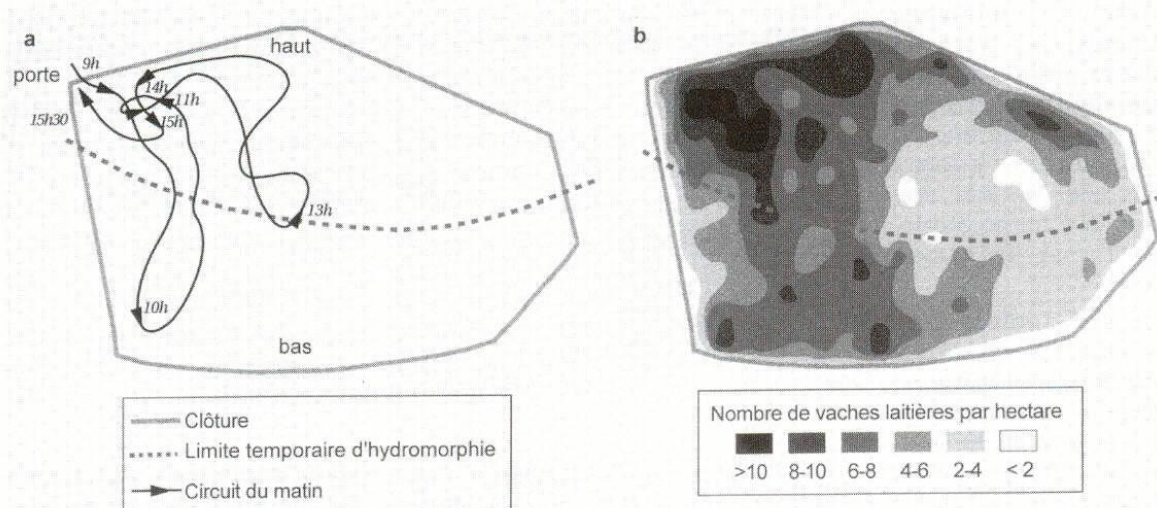 a
haut
9h
porte
14h
11h
15h
15h30
13h
10h
bas
Clôture
Limite temporaire d'hydromorphie
Circuit du matin
b
Nombre de vaches laitières par hectare
>10 8-10 6-8 4-6 2-4 < 2